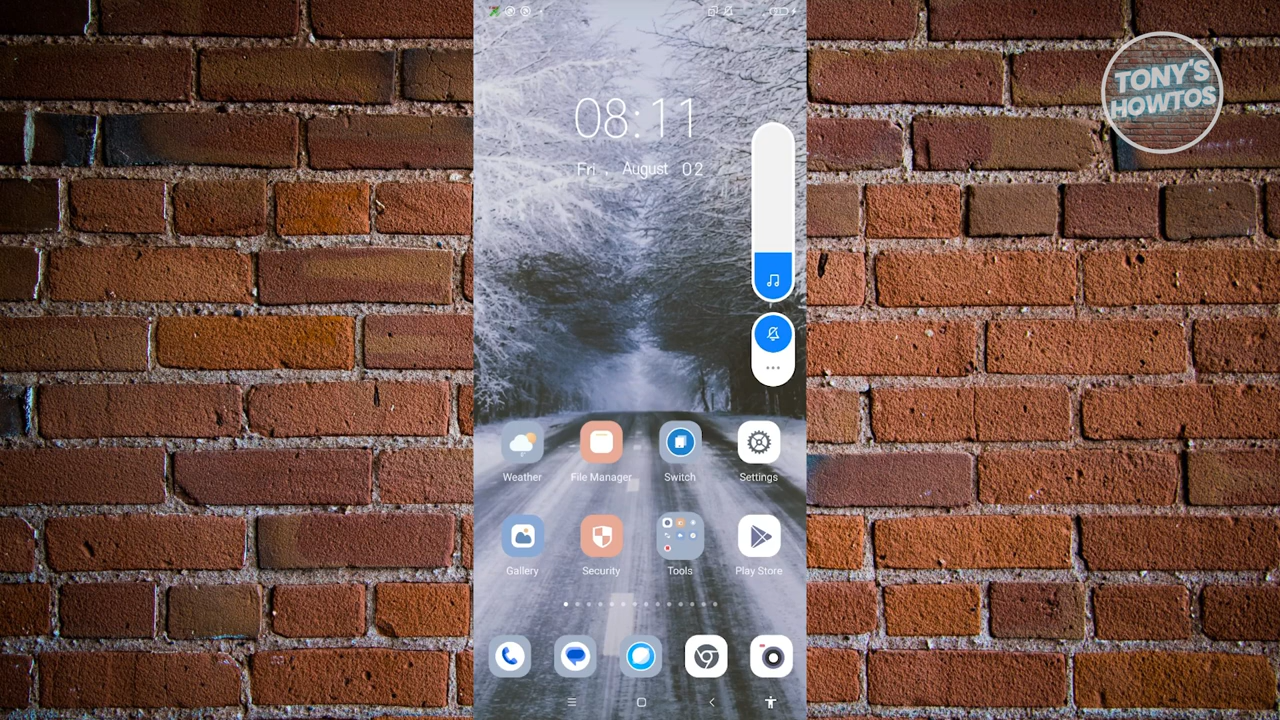 TONY'S
HOWTOS
08:11
Fri . August 02
Weather
File Manager
Switch
Settings
Gallery
Security
Tools
Play Store